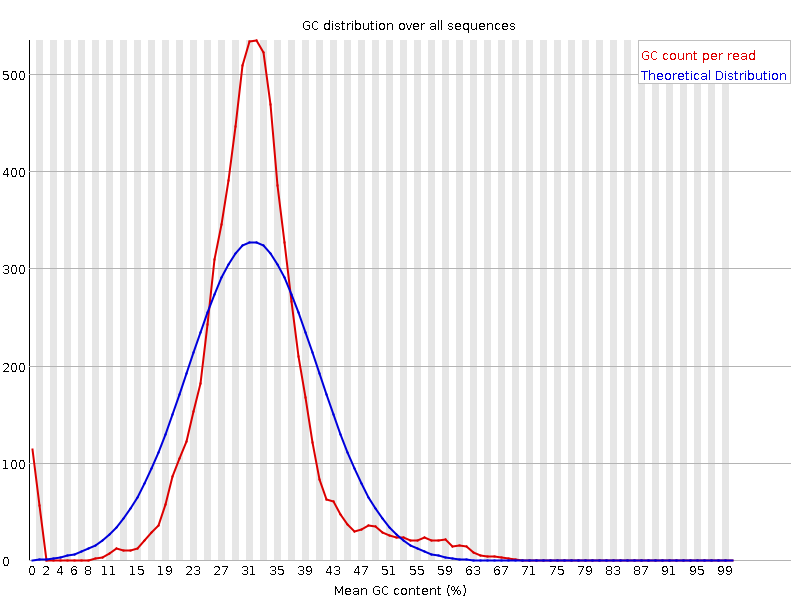 GC distribution over all sequences
GC count per read
Theoretical Distribution
500
400
300
200
100
0
0 2 4 6 8 11 15 19 23 27 31 35 39 43 47 51 55 59 63 67 71 75 79 83 87 91 95 99
Mean GC content (%)